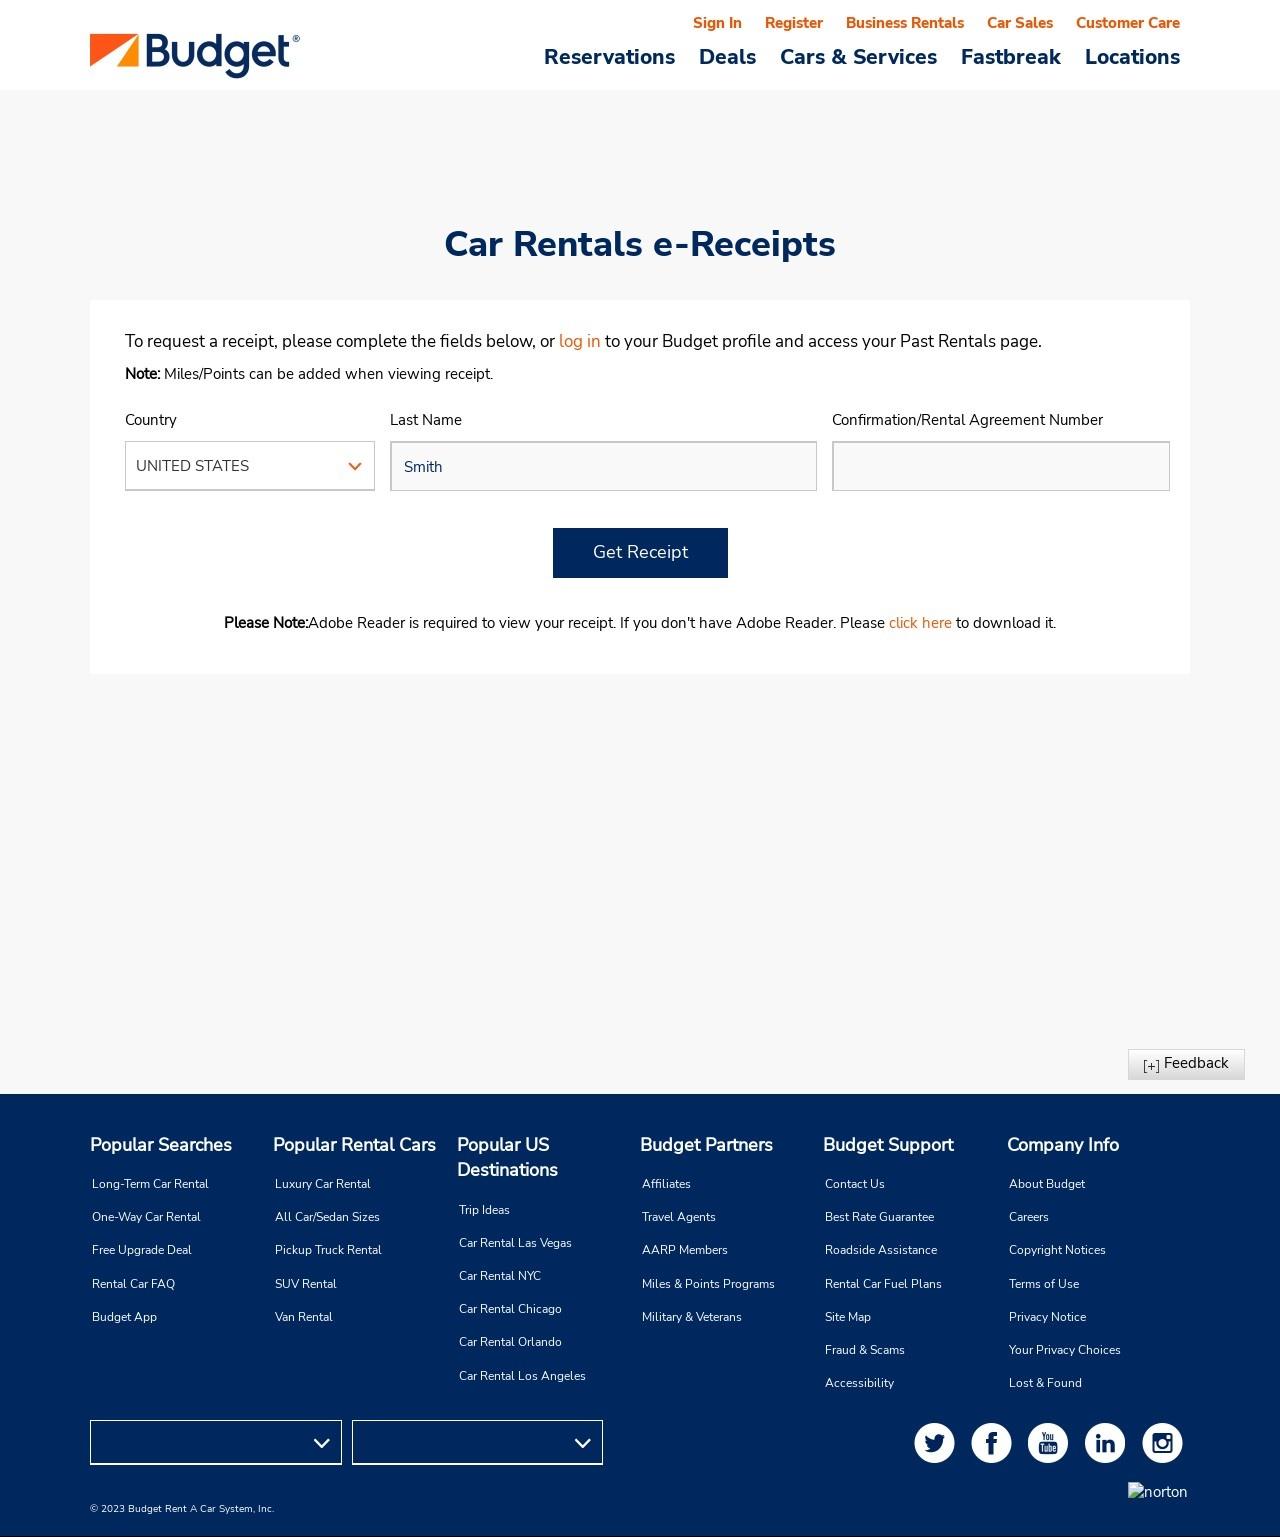 Sign In Register Business Rentals Car Sales Customer Care
Budget®
Reservations Deals Cars & Services Fastbreak Locations
Car Rentals e-Receipts
To request a receipt, please complete the fields below, or log in to your Budget profile and access your Past Rentals page.
Note: Miles/Points can be added when viewing receipt.
Country Last Name Confirmation/Rental Agreement Number
UNITED STATES Smith
Get Receipt
Please Note:Adobe Reader is required to view your receipt. If you don't have Adobe Reader. Please click here to download it.
[+] Feedback
Popular Searches
Long-Term Car Rental
One-Way Car Rental
Free Upgrade Deal
Rental Car FAQ
Budget App
Popular Rental Cars
Luxury Car Rental
All Car/Sedan Sizes
Pickup Truck Rental
SUV Rental
Van Rental
Popular US
Destinations
Trip Ideas
Car Rental Las Vegas
Car Rental NYC
Car Rental Chicago
Car Rental Orlando
Car Rental Los Angeles
Budget Partners
Affiliates
Travel Agents
AARP Members
Miles & Points Programs
Military & Veterans
Budget Support
Contact Us
Best Rate Guarantee
Roadside Assistance
Rental Car Fuel Plans
Site Map
Fraud & Scams
Accessibility
Company Info
About Budget
Careers
Copyright Notices
Terms of Use
Privacy Notice
Your Privacy Choices
Lost & Found
You
Tube
in
norton
© 2023 Budget Rent A Car System, Inc.